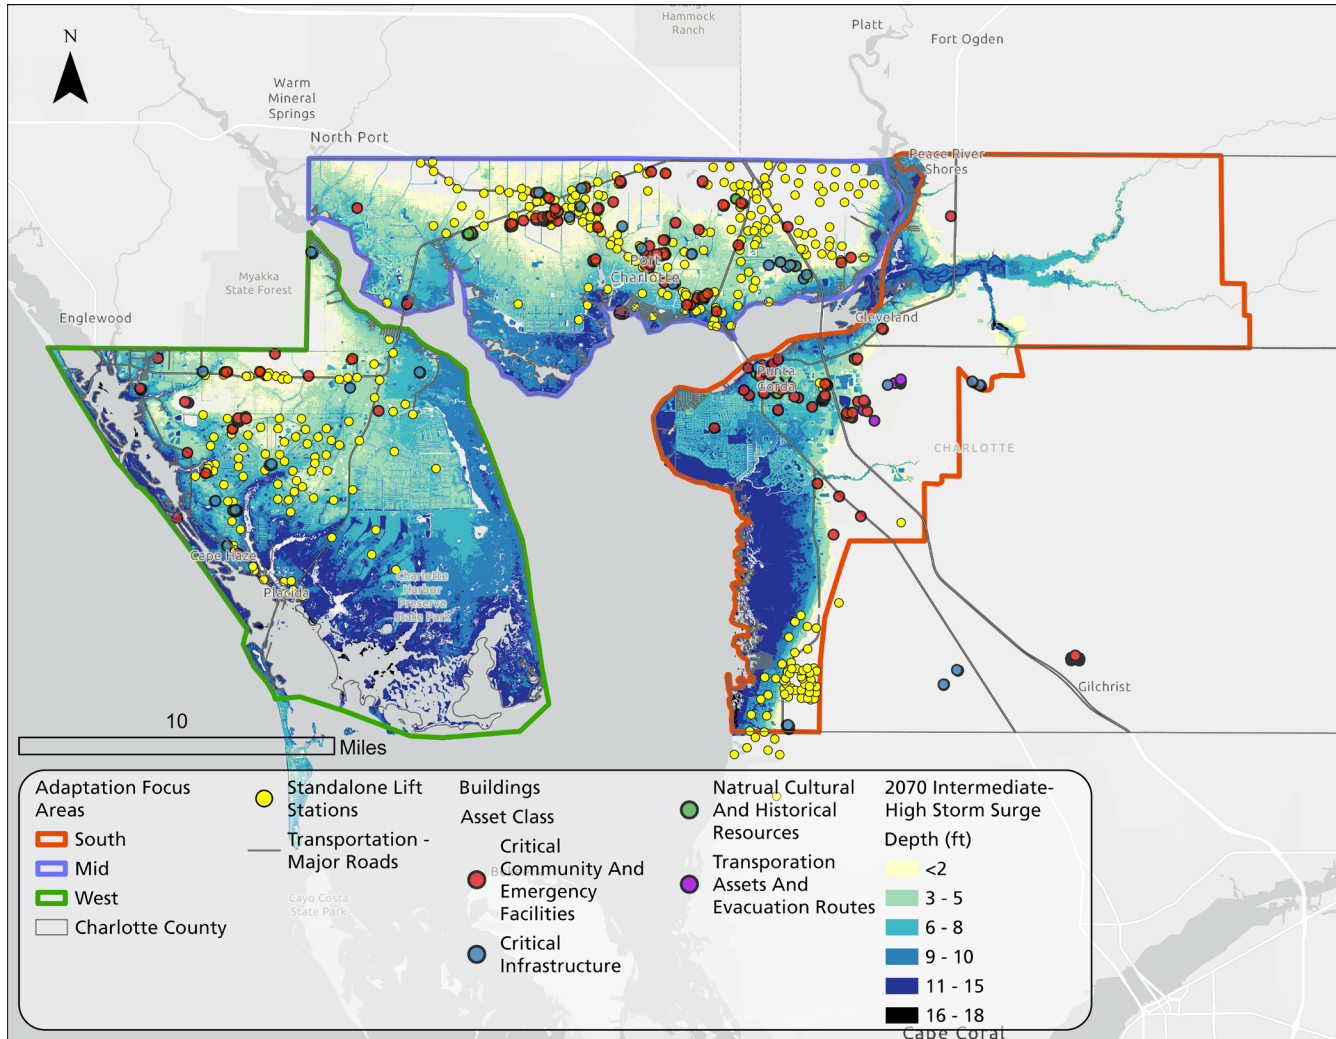 Hammock
Ranch
Platt
Fort Ogden
N
Warm
Mineral
Springs
North Port
Peace River
Shores
Port
Charlotte
Myakka
State Forest
Englewood
Cleveland
Punta
Gorda
CHARLOTTE
Cape Haze
Placida
Charlotte
Harbor
Preserve
State Park
Gilchrist
10
Miles
Adaptation Focus
Areas
South
Mid
West
Charlotte County
Standalone Lift
Stations
Transportation -
Major Roads
Buildings
Asset Class
Critical
Community And
Emergency
Facilities
Critical
Infrastructure
Natrual Cultural
And Historical
Resources
Transporation
Assets And
Evacuation Routes
2070 Intermediate-
High Storm Surge
Depth (ft)
<2
3 - 5
6 - 8
9 - 10
11 - 15
16 - 18
Cayo Costa
State Park
Cape Coral